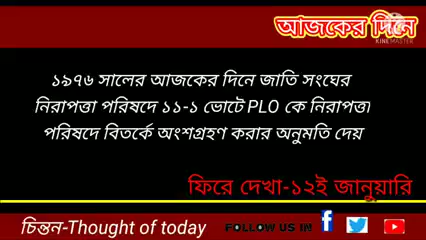 আজকের দিনে
KINEMASTER
১৯৭৬ সালের আজকের দিনে জাতি সংঘের
নিরাপত্তা পরিষদে ১১-১ ভোটে PLO কে নিরাপত্তা
পরিষদে বিতর্কে অংশগ্রহণ করার অনুমতি দেয়
ফিরে দেখা-১২ই জানুয়ারি
চিন্তন-Thought of today
FOLLOW US IN